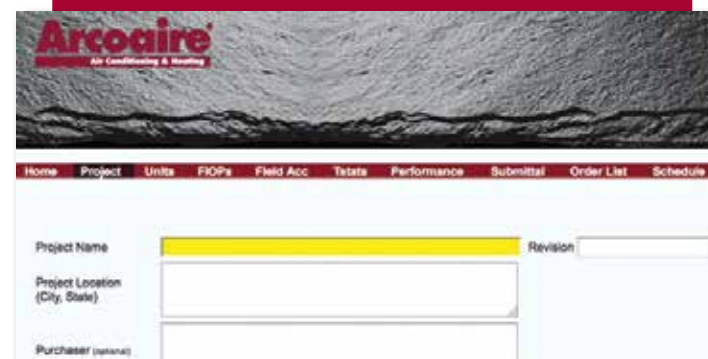 Arcoaire
Air Conditioning & Heating
Home Project Units FIOPs Field Acc Tstats Performance Submittal Order List Schedule
Project Name Revision
Project Location
(City, State)
Purchaser (optional)